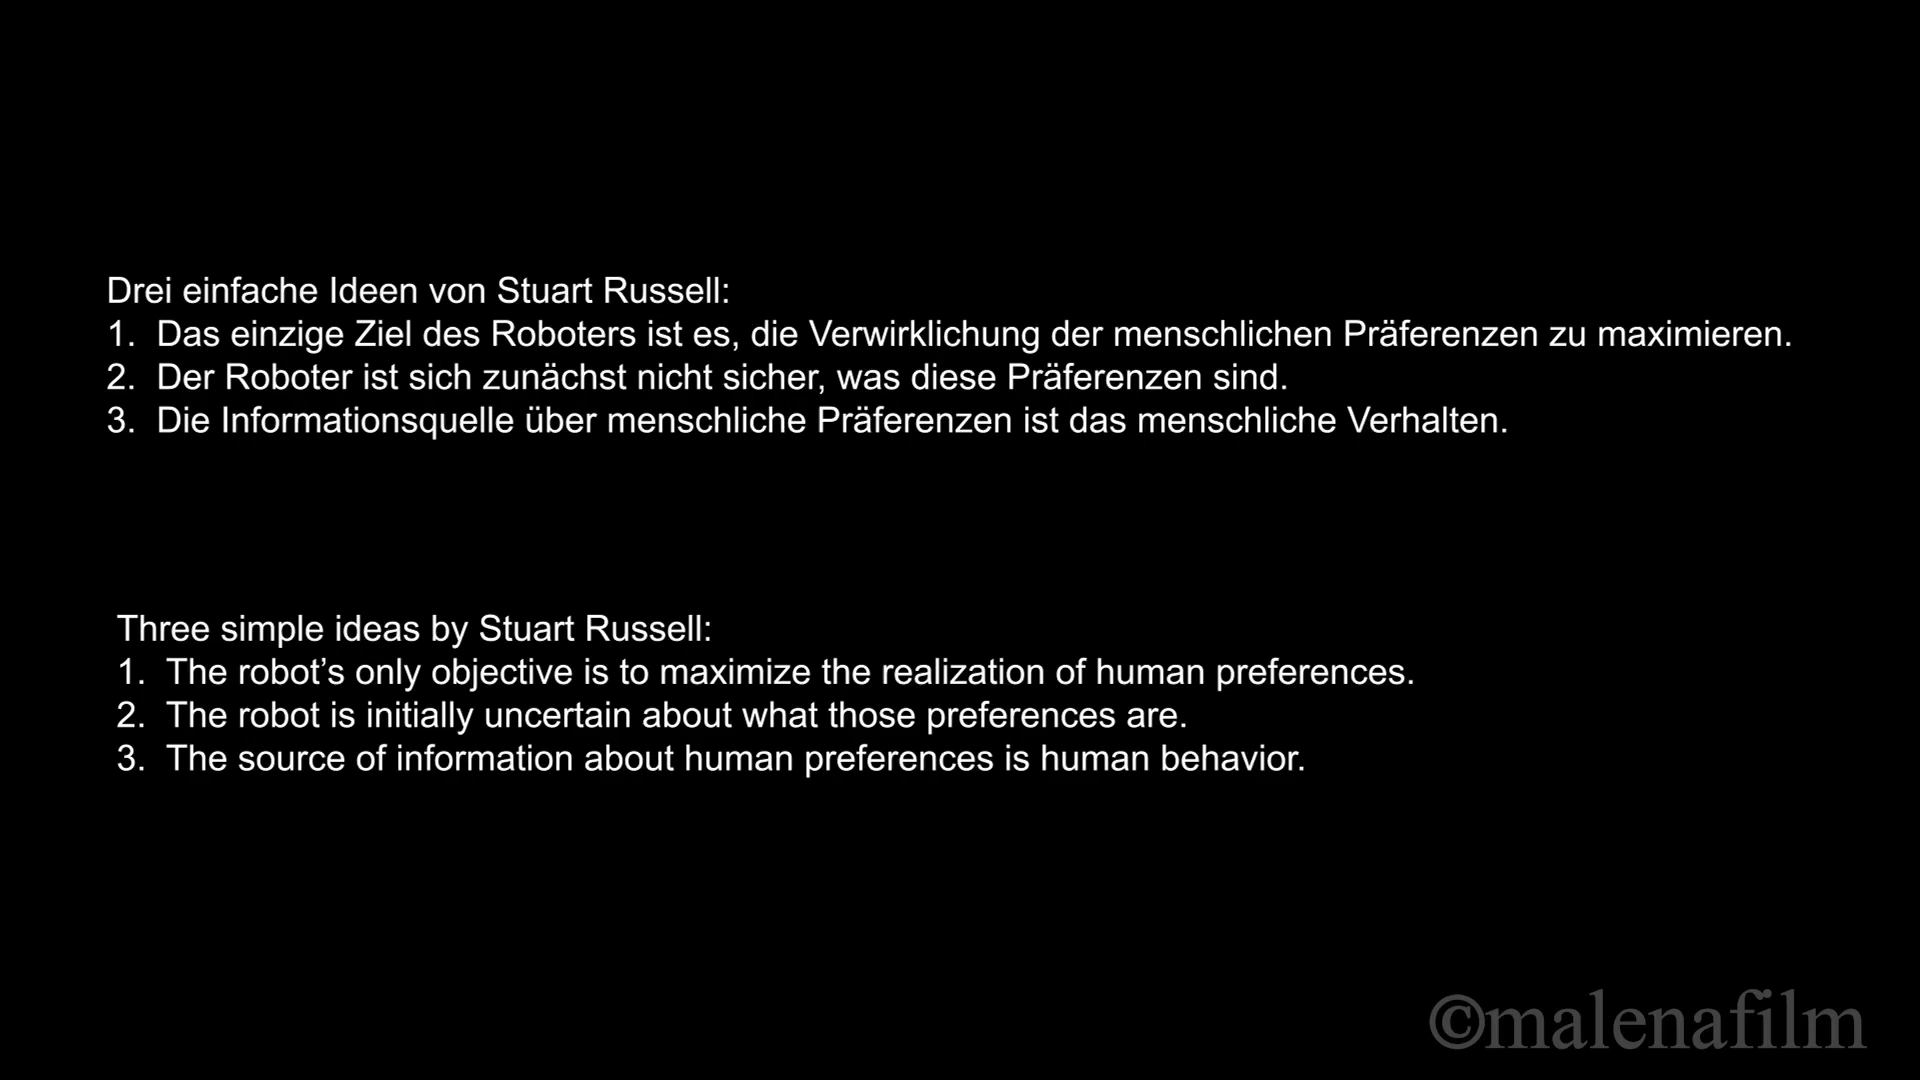 Drei einfache Ideen von Stuart Russell:
1. Das einzige Ziel des Roboters ist es, die Verwirklichung der menschlichen Präferenzen zu maximieren.
2. Der Roboter ist sich zunächst nicht sicher, was diese Präferenzen sind.
3. Die Informationsquelle über menschliche Präferenzen ist das menschliche Verhalten.
Three simple ideas by Stuart Russell:
1. The robot’s only objective is to maximize the realization of human preferences.
2. The robot is initially uncertain about what those preferences are.
3. The source of information about human preferences is human behavior.
©malenafilm